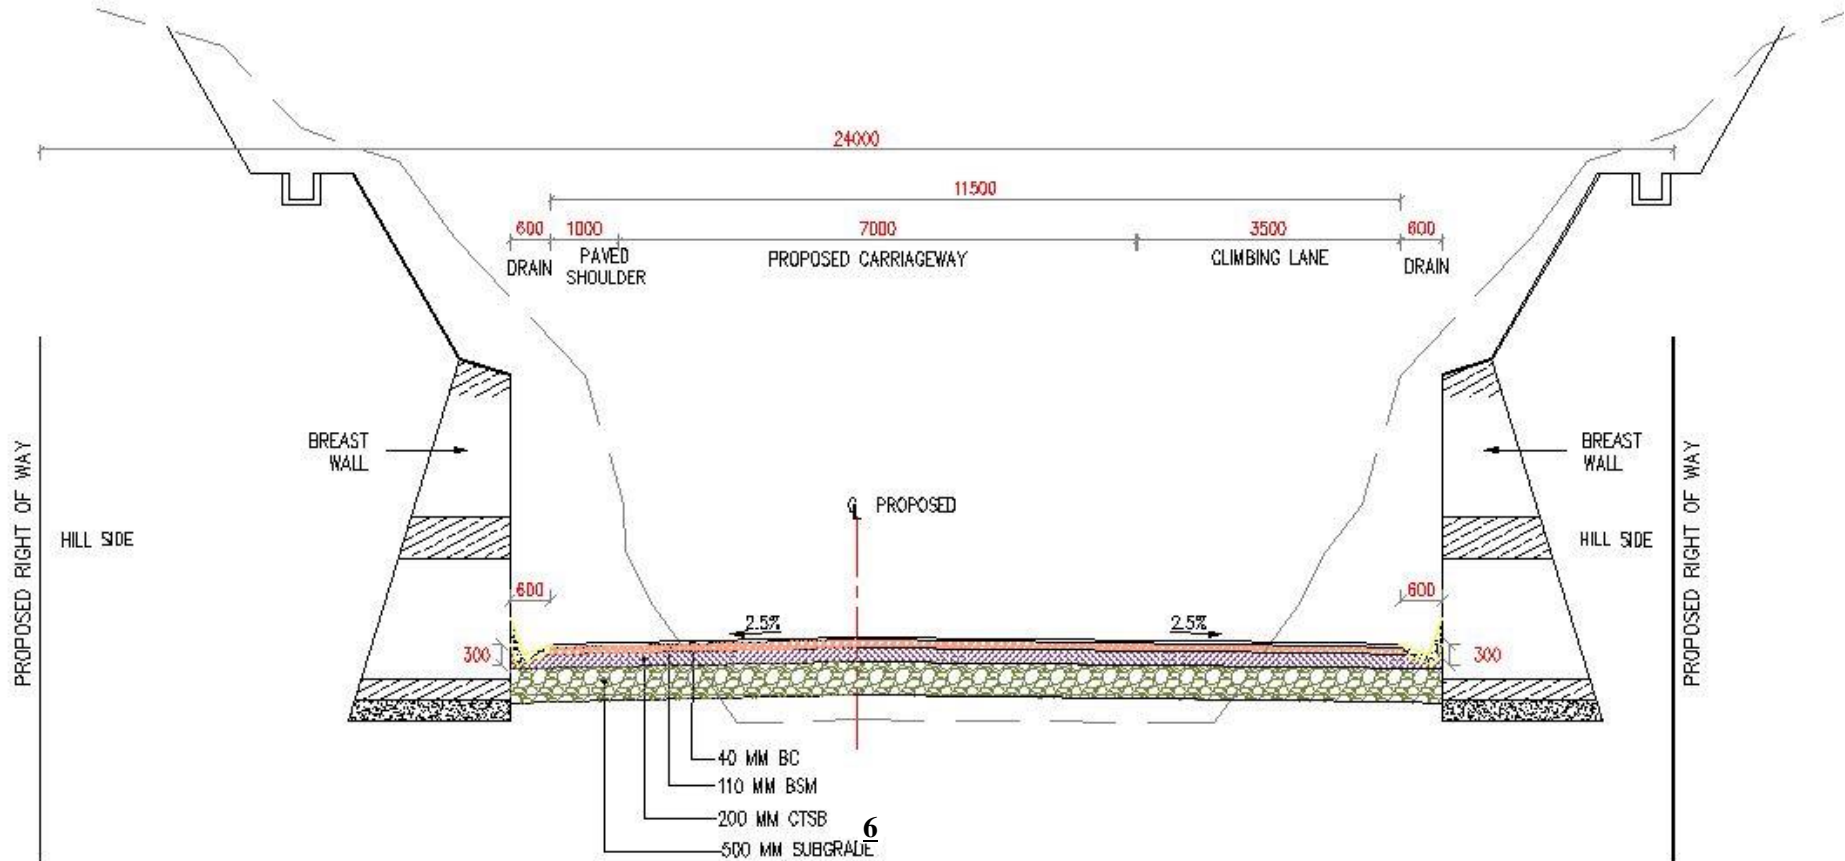 24000
11500
600 1000 7000 3500 600
DRAIN
PAVED
SHOULDER
PROPOSED CARRIAGEWAY
CLIMBING LANE
DRAIN
PROPOSED RIGHT OF WAY
HILL SIDE
BREAST
WALL
℄ PROPOSED
BREAST
WALL
HILL SIDE
PROPOSED RIGHT OF WAY
600
600
2.5%
2.5%
300
300
40 MM BC
110 MM BSM
200 MM CTSB
500 MM SUBGRADE
6